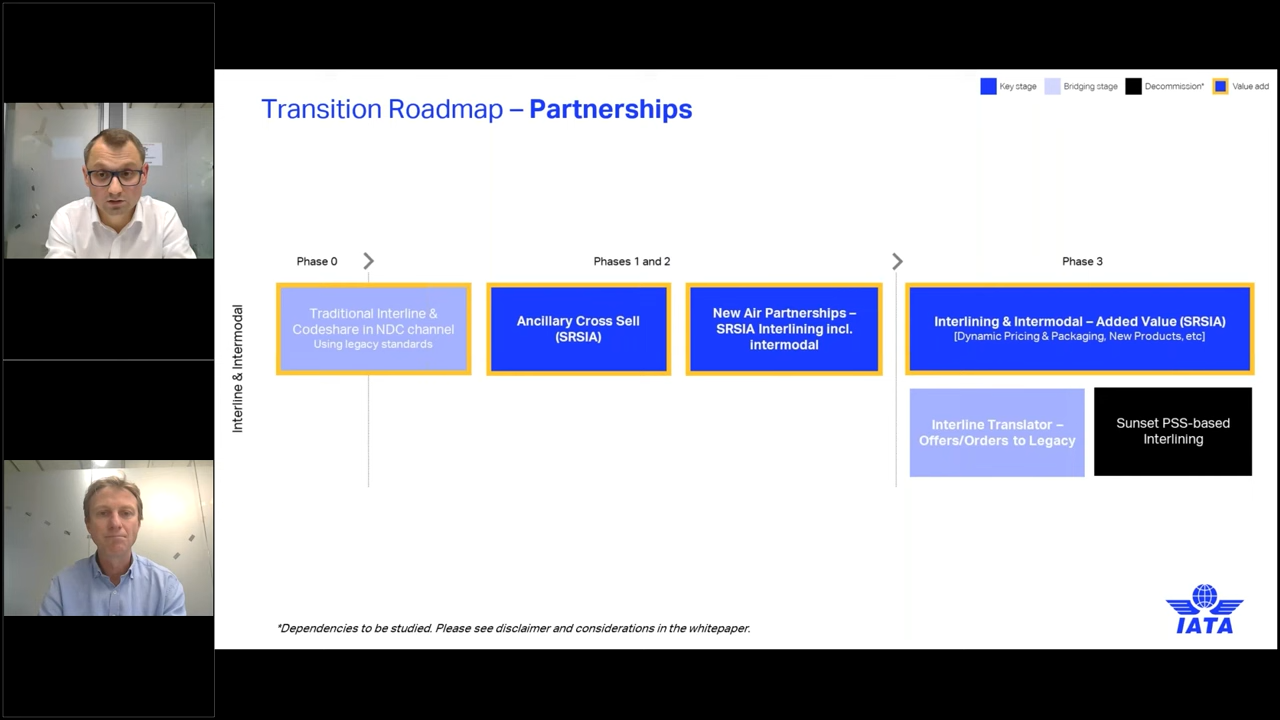 Key stage
Bridging stage
Decommission*
Value add
Transition Roadmap – Partnerships
Phase 0
Phases 1 and 2
Phase 3
Interline & Intermodal
Traditional Interline &
Codeshare in NDC channel
Using legacy standards
Ancillary Cross Sell
(SRSIA)
New Air Partnerships –
SRSIA Interlining incl.
intermodal
Interlining & Intermodal – Added Value (SRSIA)
[Dynamic Pricing & Packaging, New Products, etc]
Interline Translator –
Offers/Orders to Legacy
Sunset PSS-based
Interlining
*Dependencies to be studied. Please see disclaimer and considerations in the whitepaper.
IATA